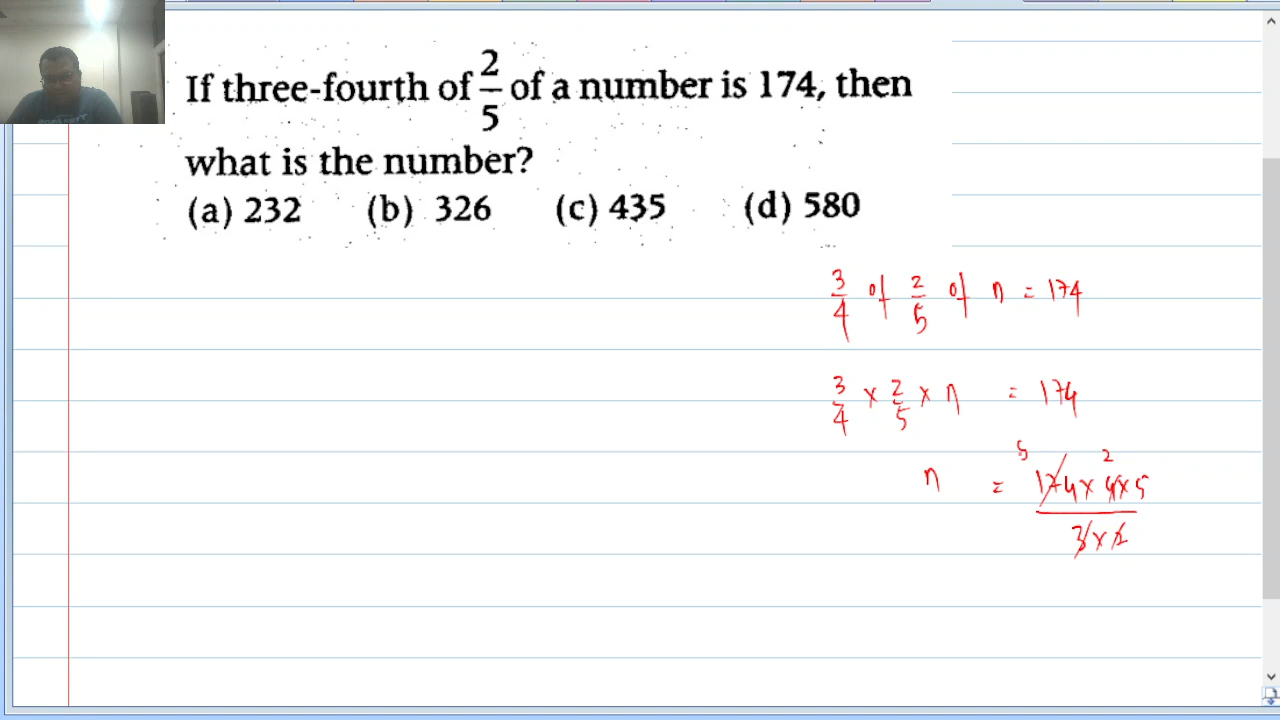 If three-fourth of 2/5 of a number is 174, then
what is the number?
(a) 232 (b) 326 (c) 435 (d) 580
3/4 of 2/5 of n = 174
3/4 x 2/5 x n = 174
5 2
n = 174 x 4 x 5
3 x 2